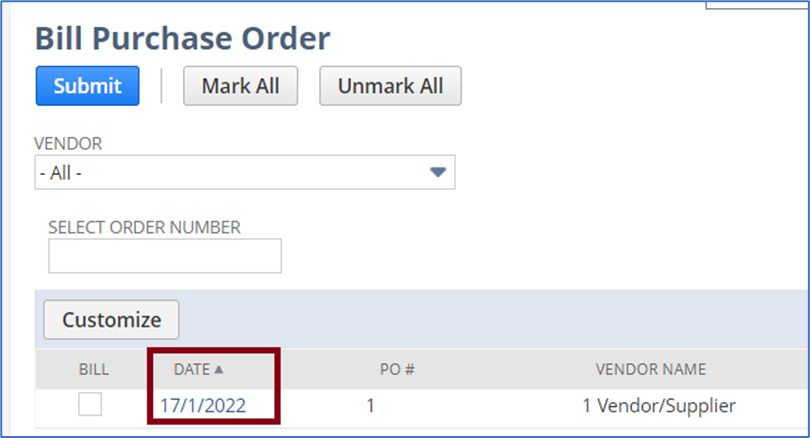 Bill Purchase Order
Submit Mark All Unmark All
VENDOR
- All -
SELECT ORDER NUMBER
Customize
BILL DATE ▲ PO # VENDOR NAME
17/1/2022 1 1 Vendor/Supplier